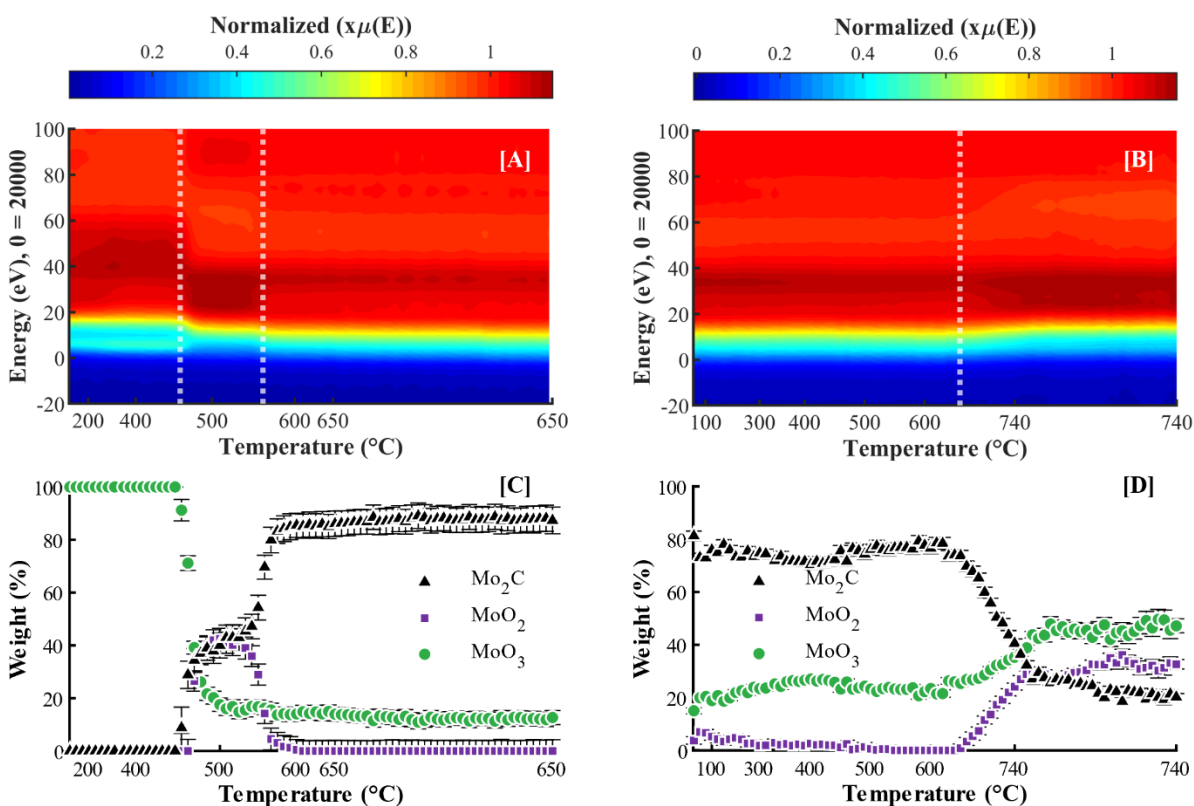 Normalized (xμ(E))
0.2 0.4 0.6 0.8 1
Normalized (xμ(E))
0 0.2 0.4 0.6 0.8 1
[A]
Energy (eV), 0 = 20000
100
80
60
40
20
0
-20
200 400 500 600 650 650
Temperature (°C)
[B]
Energy (eV), 0 = 20000
100
80
60
40
20
0
-20
100 300 400 500 600 740 740
Temperature (°C)
[C]
Weight (%)
100
80
60
40
20
0
Mo₂C
MoO₂
MoO₃
200 400 500 600 650 650
Temperature (°C)
[D]
Weight (%)
100
80
60
40
20
0
Mo₂C
MoO₂
MoO₃
100 300 400 500 600 740 740
Temperature (°C)